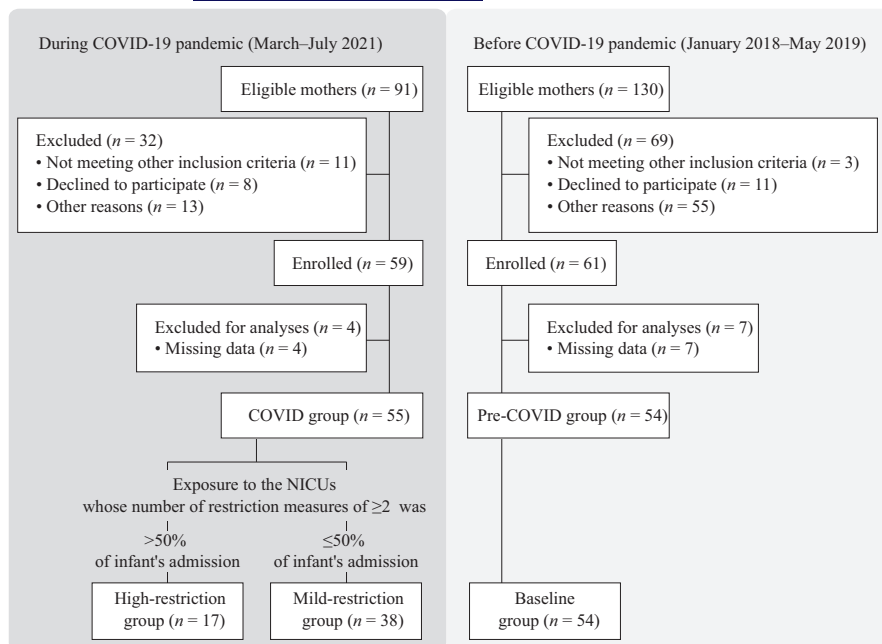 During COVID-19 pandemic (March–July 2021)
Eligible mothers (n = 91)
Excluded (n = 32)
• Not meeting other inclusion criteria (n = 11)
• Declined to participate (n = 8)
• Other reasons (n = 13)
Enrolled (n = 59)
Excluded for analyses (n = 4)
• Missing data (n = 4)
COVID group (n = 55)
Exposure to the NICUs
whose number of restriction measures of ≥2 was
>50%
of infant's admission
≤50%
of infant's admission
High-restriction
group (n = 17)
Mild-restriction
group (n = 38)
Before COVID-19 pandemic (January 2018–May 2019)
Eligible mothers (n = 130)
Excluded (n = 69)
• Not meeting other inclusion criteria (n = 3)
• Declined to participate (n = 11)
• Other reasons (n = 55)
Enrolled (n = 61)
Excluded for analyses (n = 7)
• Missing data (n = 7)
Pre-COVID group (n = 54)
Baseline
group (n = 54)